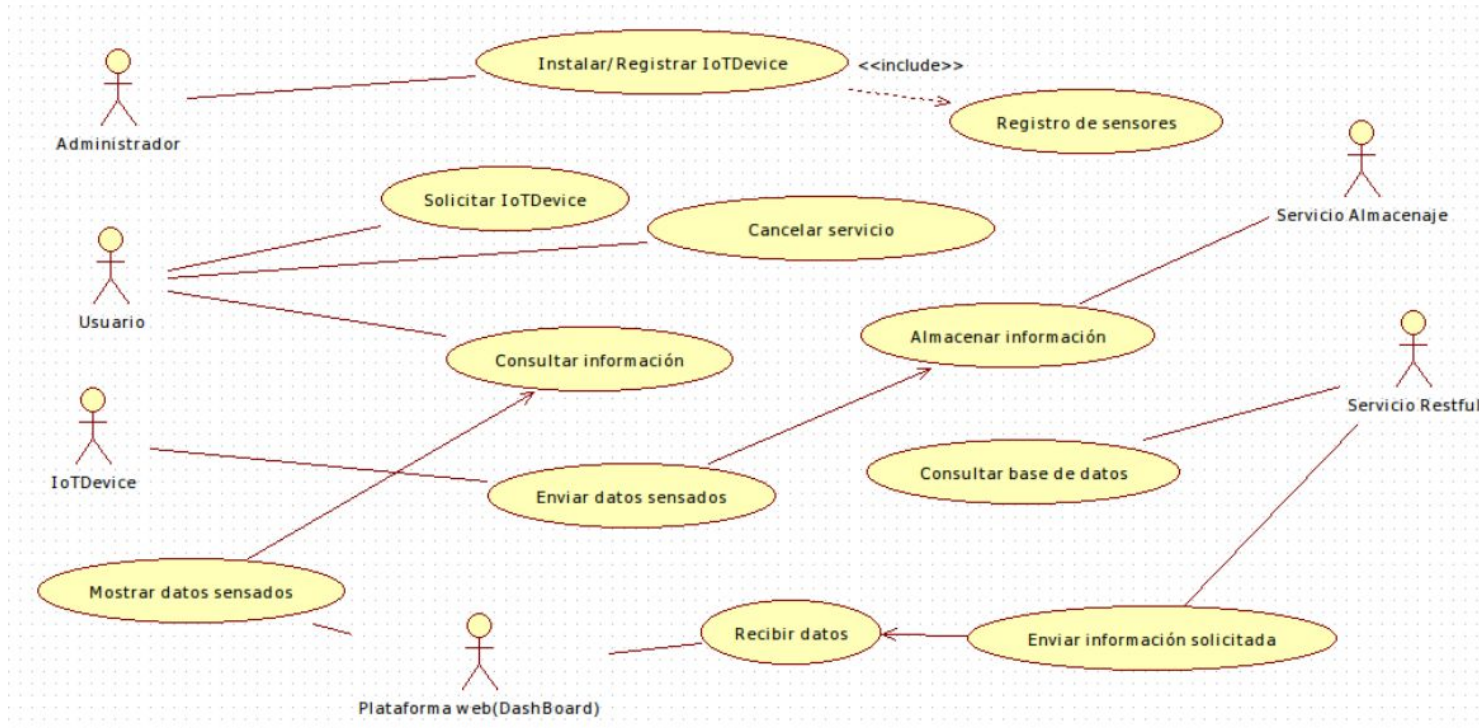 Instalar/Registrar IoTDevice
<<include>>
Registro de sensores
Administrador
Solicitar IoTDevice
Servicio Almacenaje
Cancelar servicio
Usuario
Almacenar información
Consultar información
Servicio Restful
Consultar base de datos
IoTDevice
Enviar datos sensados
Mostrar datos sensados
Recibir datos
Enviar información solicitada
Plataforma web(DashBoard)